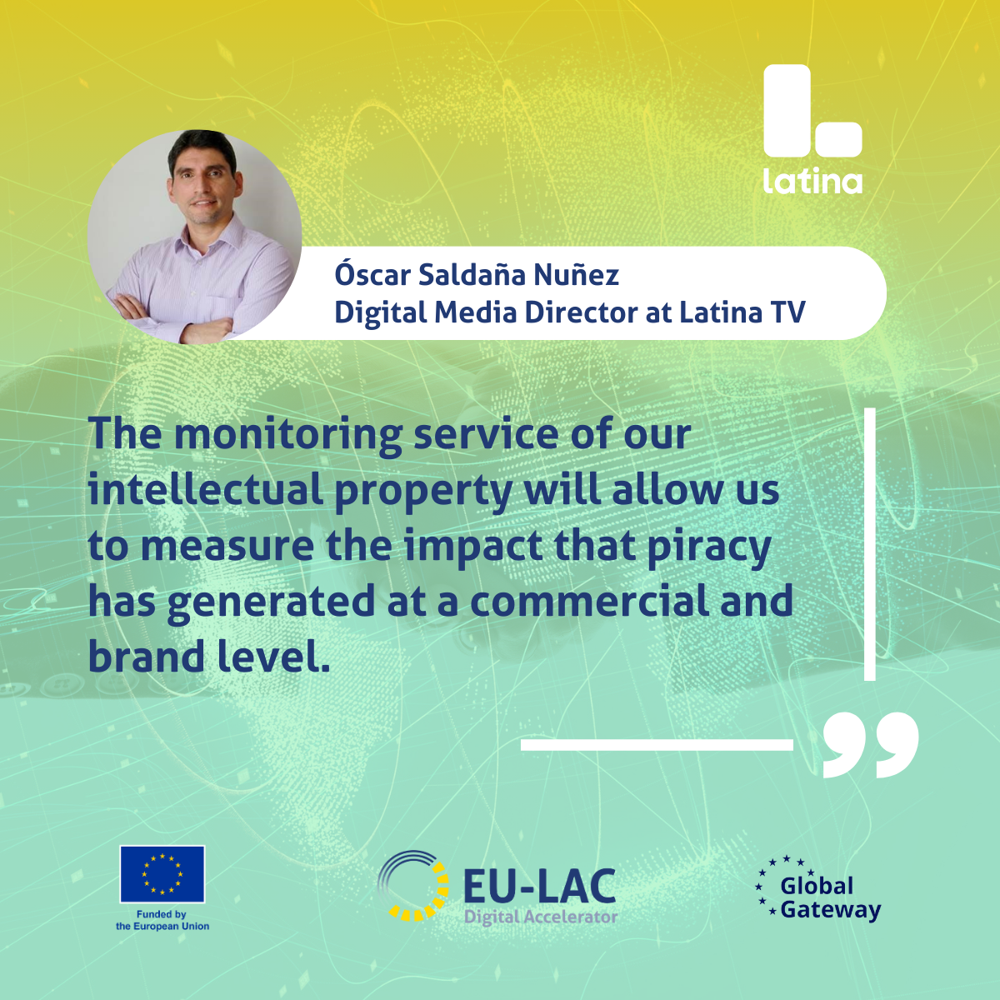 latina
Óscar Saldaña Nuñez
Digital Media Director at Latina TV
The monitoring service of our
intellectual property will allow us
to measure the impact that piracy
has generated at a commercial and
brand level.
”
Funded by
the European Union
EU-LAC
Digital Accelerator
Global
Gateway